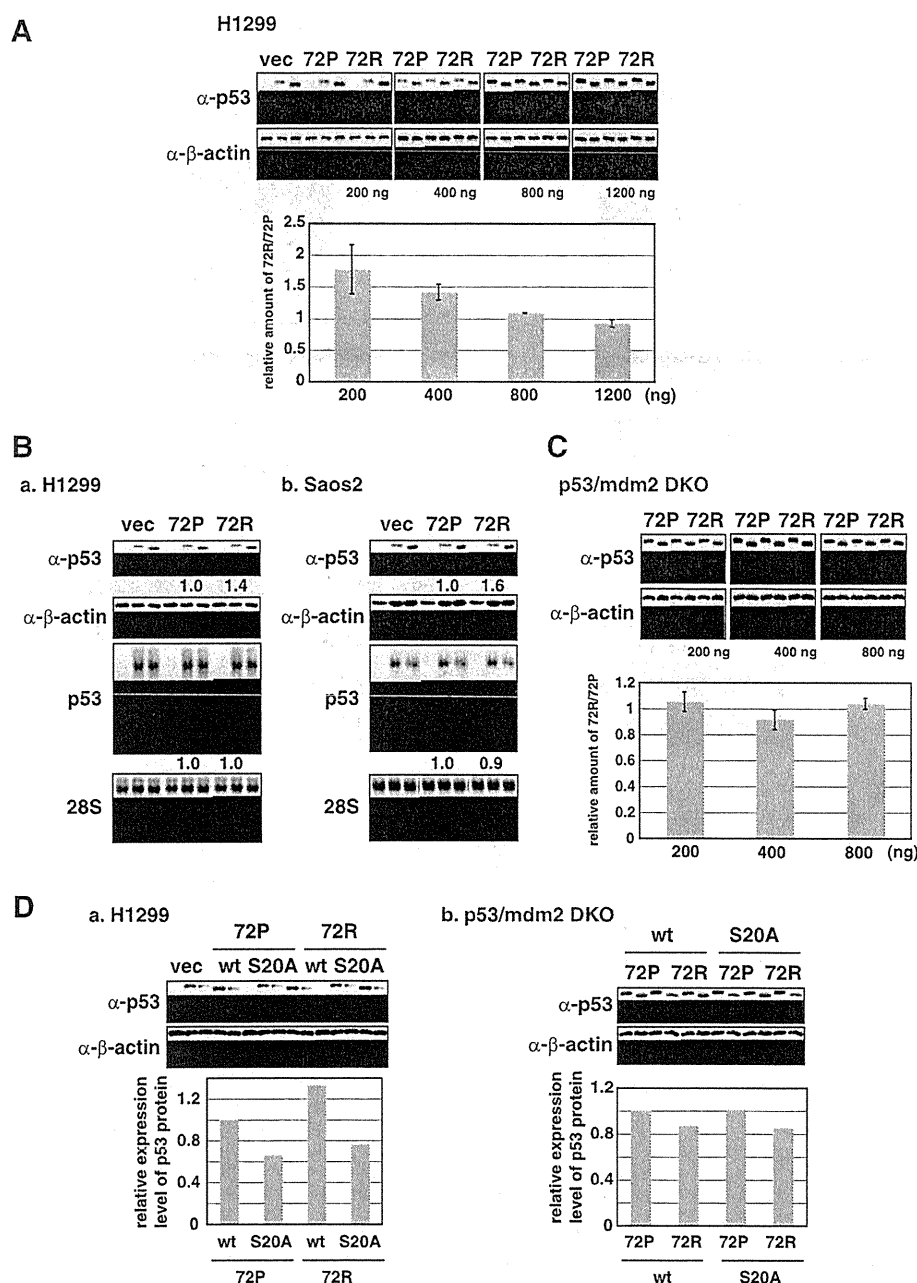 A
H1299
vec 72P 72R 72P 72R 72P 72R 72P 72R
α-p53
α-β-actin
200 ng 400 ng 800 ng 1200 ng
relative amount of 72R/72P
2.5
2
1.5
1
0.5
0
200 400 800 1200 (ng)
B
a. H1299
vec 72P 72R
α-p53
1.0 1.4
α-β-actin
p53
1.0 1.0
28S
b. Saos2
vec 72P 72R
α-p53
1.0 1.6
α-β-actin
p53
1.0 0.9
28S
C
p53/mdm2 DKO
72P 72R 72P 72R 72P 72R
α-p53
α-β-actin
200 ng 400 ng 800 ng
relative amount of 72R/72P
1.2
1
0.8
0.6
0.4
0.2
0
200 400 800 (ng)
D
a. H1299
72P 72R
vec wt S20A wt S20A
α-p53
α-β-actin
relative expression
level of p53 protein
1.2
0.8
0.4
0
wt S20A wt S20A
72P 72R
b. p53/mdm2 DKO
wt S20A
72P 72R 72P 72R
α-p53
α-β-actin
relative expression
level of p53 protein
1.2
0.8
0.4
0
72P 72R 72P 72R
wt S20A